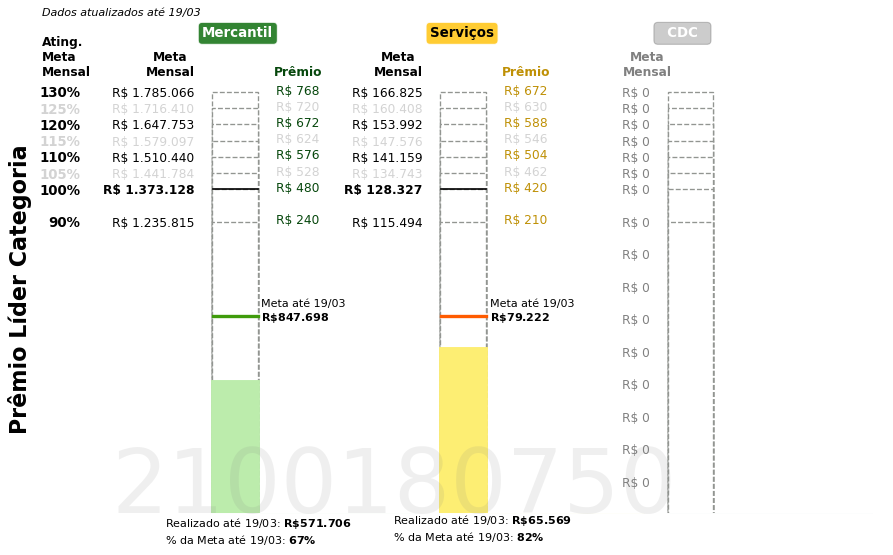 Dados atualizados até 19/03
Mercantil Serviços CDC
Ating. Meta Mensal Meta Mensal Prêmio Meta Mensal Prêmio Meta Mensal
130% R$ 1.785.066 R$ 768 R$ 166.825 R$ 672 R$ 0
125% R$ 1.716.410 R$ 720 R$ 160.408 R$ 630 R$ 0
120% R$ 1.647.753 R$ 672 R$ 153.992 R$ 588 R$ 0
115% R$ 1.579.097 R$ 624 R$ 147.576 R$ 546 R$ 0
110% R$ 1.510.440 R$ 576 R$ 141.159 R$ 504 R$ 0
105% R$ 1.441.784 R$ 528 R$ 134.743 R$ 462 R$ 0
100% R$ 1.373.128 R$ 480 R$ 128.327 R$ 420 R$ 0
90% R$ 1.235.815 R$ 240 R$ 115.494 R$ 210 R$ 0
R$ 0
R$ 0
R$ 0
R$ 0
R$ 0
R$ 0
R$ 0
R$ 0
Meta até 19/03
R$847.698
Meta até 19/03
R$79.222
Prêmio Líder Categoria
2100180750
Realizado até 19/03: R$571.706
% da Meta até 19/03: 67%
Realizado até 19/03: R$65.569
% da Meta até 19/03: 82%